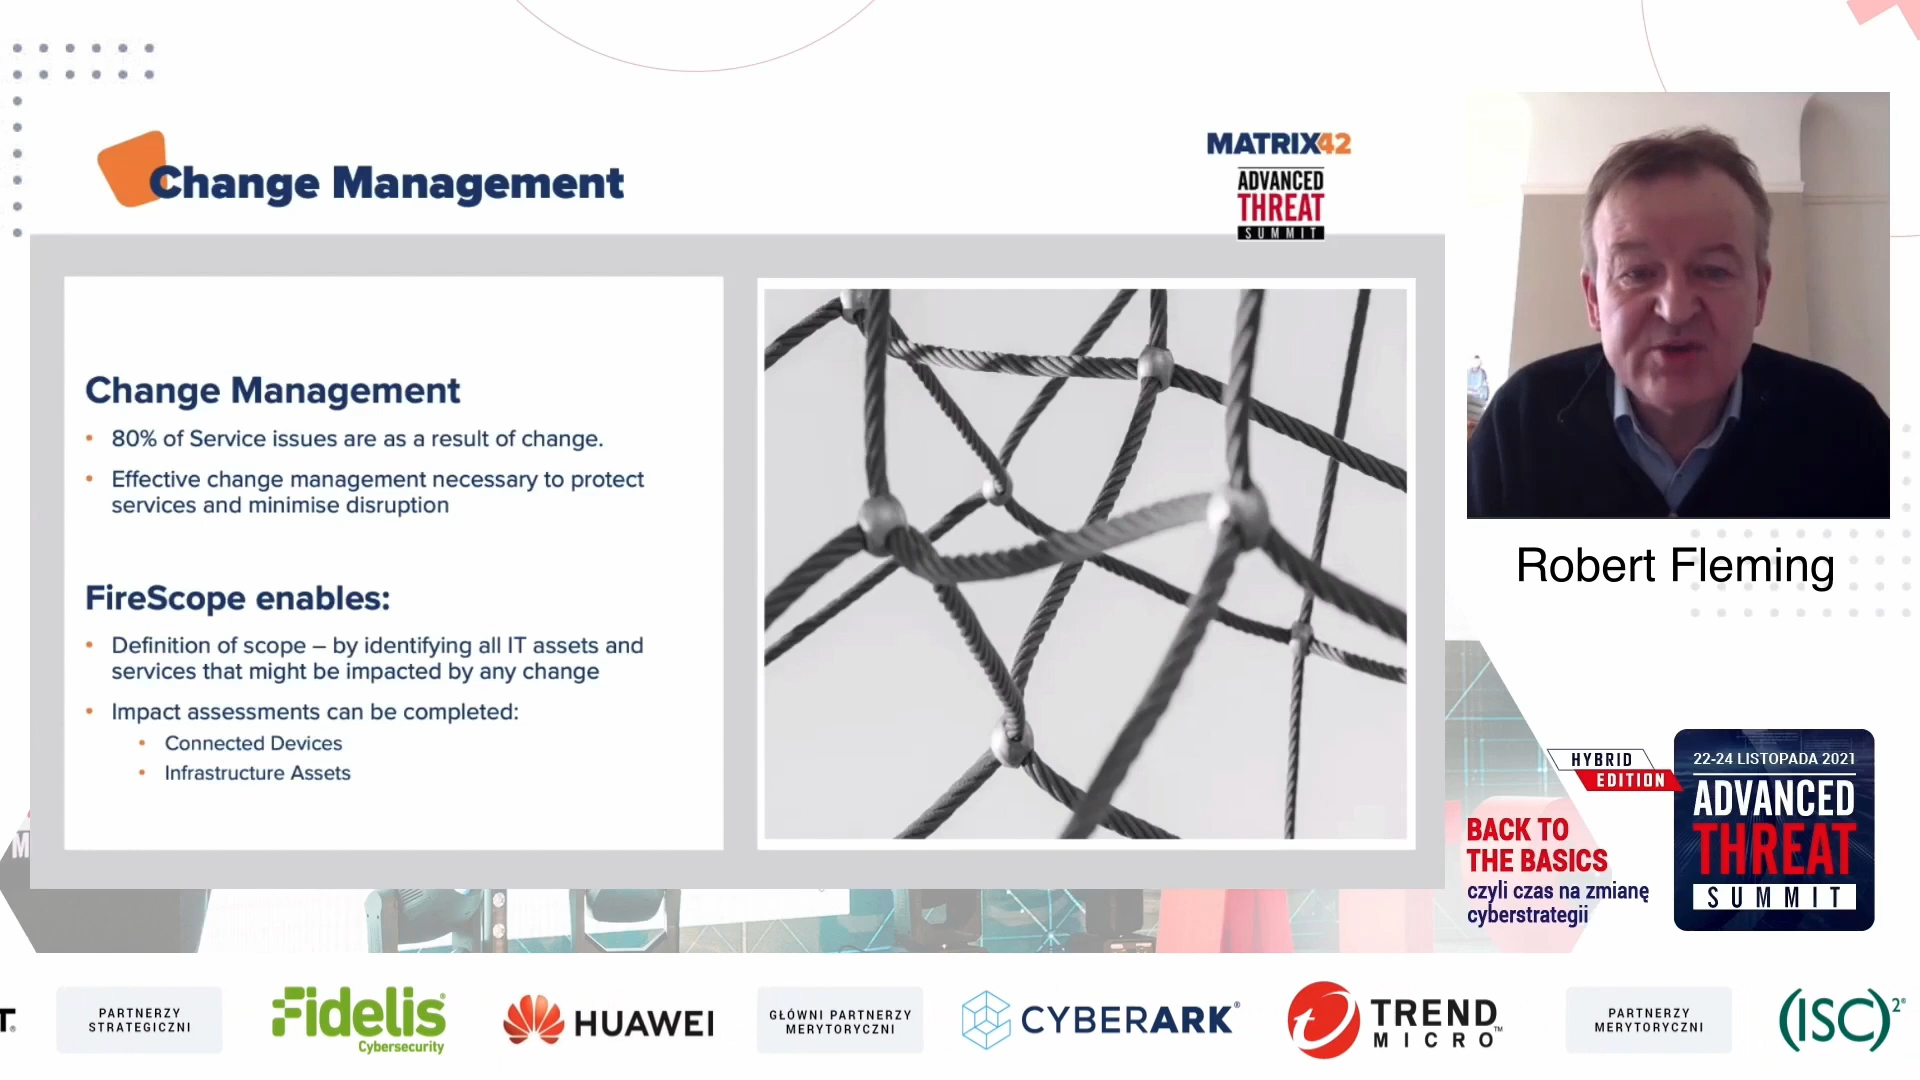 Change Management
MATRIX42
ADVANCED
THREAT
SUMMIT
Change Management
• 80% of Service issues are as a result of change.
• Effective change management necessary to protect
services and minimise disruption
FireScope enables:
• Definition of scope – by identifying all IT assets and
services that might be impacted by any change
• Impact assessments can be completed:
• Connected Devices
• Infrastructure Assets
Robert Fleming
HYBRID
EDITION
BACK TO
THE BASICS
czyli czas na zmianę
cyberstrategii
22-24 LISTOPADA 2021
ADVANCED
THREAT
SUMMIT
PARTNERZY
STRATEGICZNI
Fidelis
Cybersecurity
HUAWEI
GŁÓWNI PARTNERZY
MERYTORYCZNI
CYBERARK®
TREND
MICRO™
PARTNERZY
MERYTORYCZNI
(ISC)²®